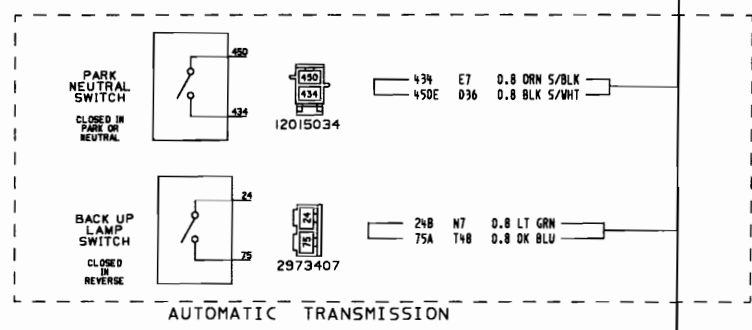 PARK
NEUTRAL
SWITCH
CLOSED IN
PARK OR
NEUTRAL
450
434
450
434
12015034
434 E7 0.8 ORN S/BLK
450E D36 0.8 BLK S/WHT
BACK UP
LAMP
SWITCH
CLOSED
IN
REVERSE
24
75
24
75
2973407
24B N7 0.8 LT GRN
75A T48 0.8 DK BLU
AUTOMATIC TRANSMISSION